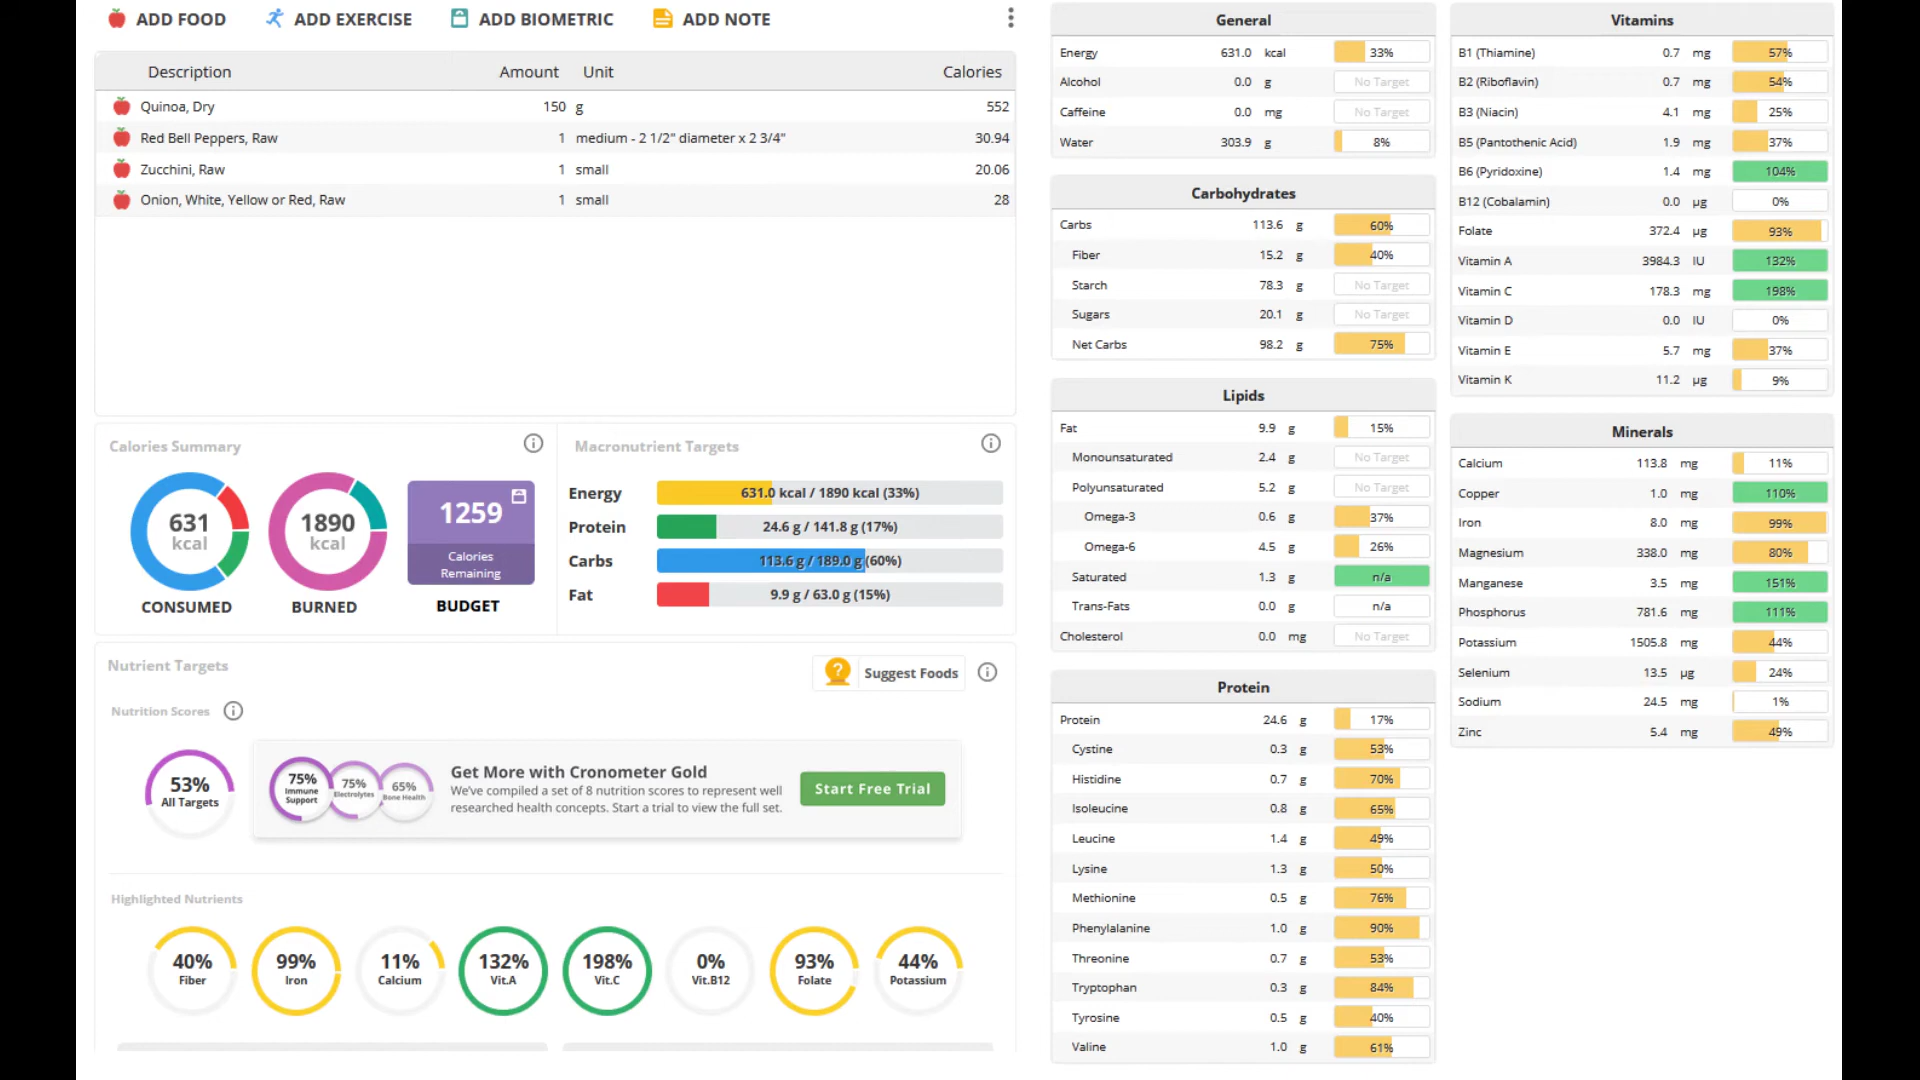 ADD FOOD ADD EXERCISE ADD BIOMETRIC ADD NOTE
Description Amount Unit Calories
Quinoa, Dry 150 g 552
Red Bell Peppers, Raw 1 medium - 2 1/2" diameter x 2 3/4" 30.94
Zucchini, Raw 1 small 20.06
Onion, White, Yellow or Red, Raw 1 small 28
Calories Summary
631
kcal
CONSUMED
1890
kcal
BURNED
1259
Calories
Remaining
BUDGET
Macronutrient Targets
Energy 631.0 kcal / 1890 kcal (33%)
Protein 24.6 g / 141.8 g (17%)
Carbs 113.6 g / 189.0 g (60%)
Fat 9.9 g / 63.0 g (15%)
Nutrient Targets
? Suggest Foods
Nutrition Scores
53%
All Targets
75%
Immune
Support
75%
Electrolytes
65%
Bone Health
Get More with Cronometer Gold
We've compiled a set of 8 nutrition scores to represent well
researched health concepts. Start a trial to view the full set.
Start Free Trial
Highlighted Nutrients
40%
Fiber
99%
Iron
11%
Calcium
132%
Vit.A
198%
Vit.C
0%
Vit.B12
93%
Folate
44%
Potassium
General
Energy 631.0 kcal 33%
Alcohol 0.0 g No Target
Caffeine 0.0 mg No Target
Water 303.9 g 8%
Carbohydrates
Carbs 113.6 g 60%
Fiber 15.2 g 40%
Starch 78.3 g No Target
Sugars 20.1 g No Target
Net Carbs 98.2 g 75%
Lipids
Fat 9.9 g 15%
Monounsaturated 2.4 g No Target
Polyunsaturated 5.2 g No Target
Omega-3 0.6 g 37%
Omega-6 4.5 g 26%
Saturated 1.3 g n/a
Trans-Fats 0.0 g n/a
Cholesterol 0.0 mg No Target
Protein
Protein 24.6 g 17%
Cystine 0.3 g 53%
Histidine 0.7 g 70%
Isoleucine 0.8 g 65%
Leucine 1.4 g 49%
Lysine 1.3 g 50%
Methionine 0.5 g 76%
Phenylalanine 1.0 g 90%
Threonine 0.7 g 53%
Tryptophan 0.3 g 84%
Tyrosine 0.5 g 40%
Valine 1.0 g 61%
Vitamins
B1 (Thiamine) 0.7 mg 57%
B2 (Riboflavin) 0.7 mg 54%
B3 (Niacin) 4.1 mg 25%
B5 (Pantothenic Acid) 1.9 mg 37%
B6 (Pyridoxine) 1.4 mg 104%
B12 (Cobalamin) 0.0 µg 0%
Folate 372.4 µg 93%
Vitamin A 3984.3 IU 132%
Vitamin C 178.3 mg 198%
Vitamin D 0.0 IU 0%
Vitamin E 5.7 mg 37%
Vitamin K 11.2 µg 9%
Minerals
Calcium 113.8 mg 11%
Copper 1.0 mg 110%
Iron 8.0 mg 99%
Magnesium 338.0 mg 80%
Manganese 3.5 mg 151%
Phosphorus 781.6 mg 111%
Potassium 1505.8 mg 44%
Selenium 13.5 µg 24%
Sodium 24.5 mg 1%
Zinc 5.4 mg 49%